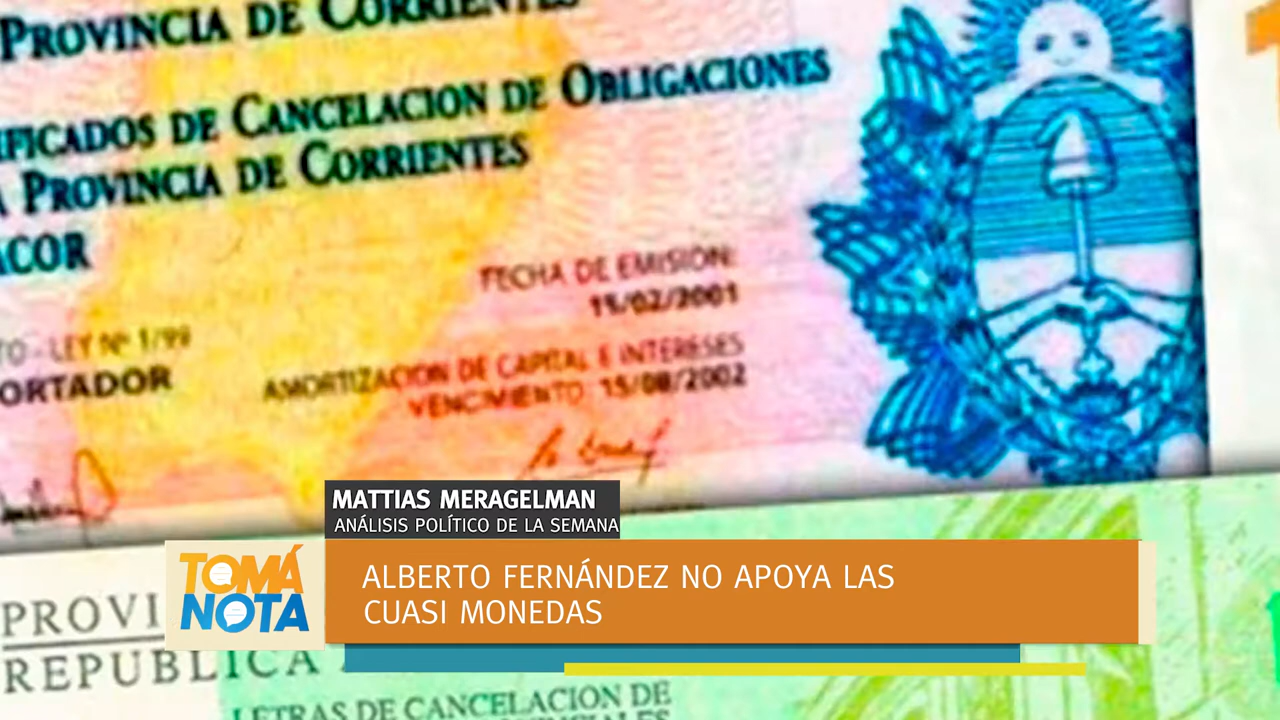 PROVINCIA DE CORRIENTES
IFICADOS DE CANCELACION DE OBLIGACIONES
A PROVINCIA DE CORRIENTES
ACOR
FECHA DE EMISION:
15/02/2001
TO - LEY Nº 1/99
ORTADOR
AMORTIZACION DE CAPITAL E INTERESES
VENCIMIENTO 15/08/2002
MATTIAS MERAGELMAN
ANÁLISIS POLÍTICO DE LA SEMANA
TOMÁ
NOTA
ALBERTO FERNÁNDEZ NO APOYA LAS
CUASI MONEDAS
PROVI
REPUBLICA
LETRAS DE CANCELACION DE